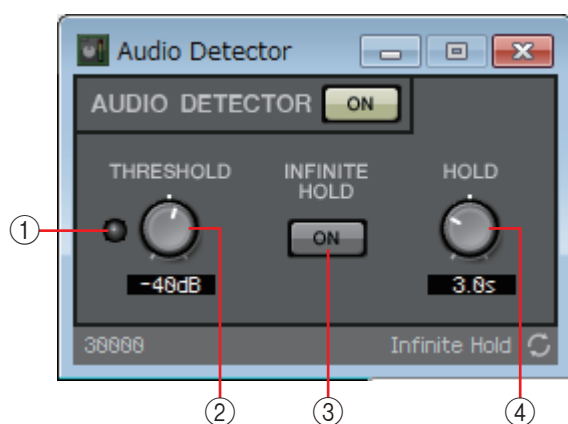 Audio Detector
AUDIO DETECTOR ON
THRESHOLD
INFINITE
HOLD
HOLD
①
ON
-40dB
3.0s
30000
Infinite Hold
② ③ ④